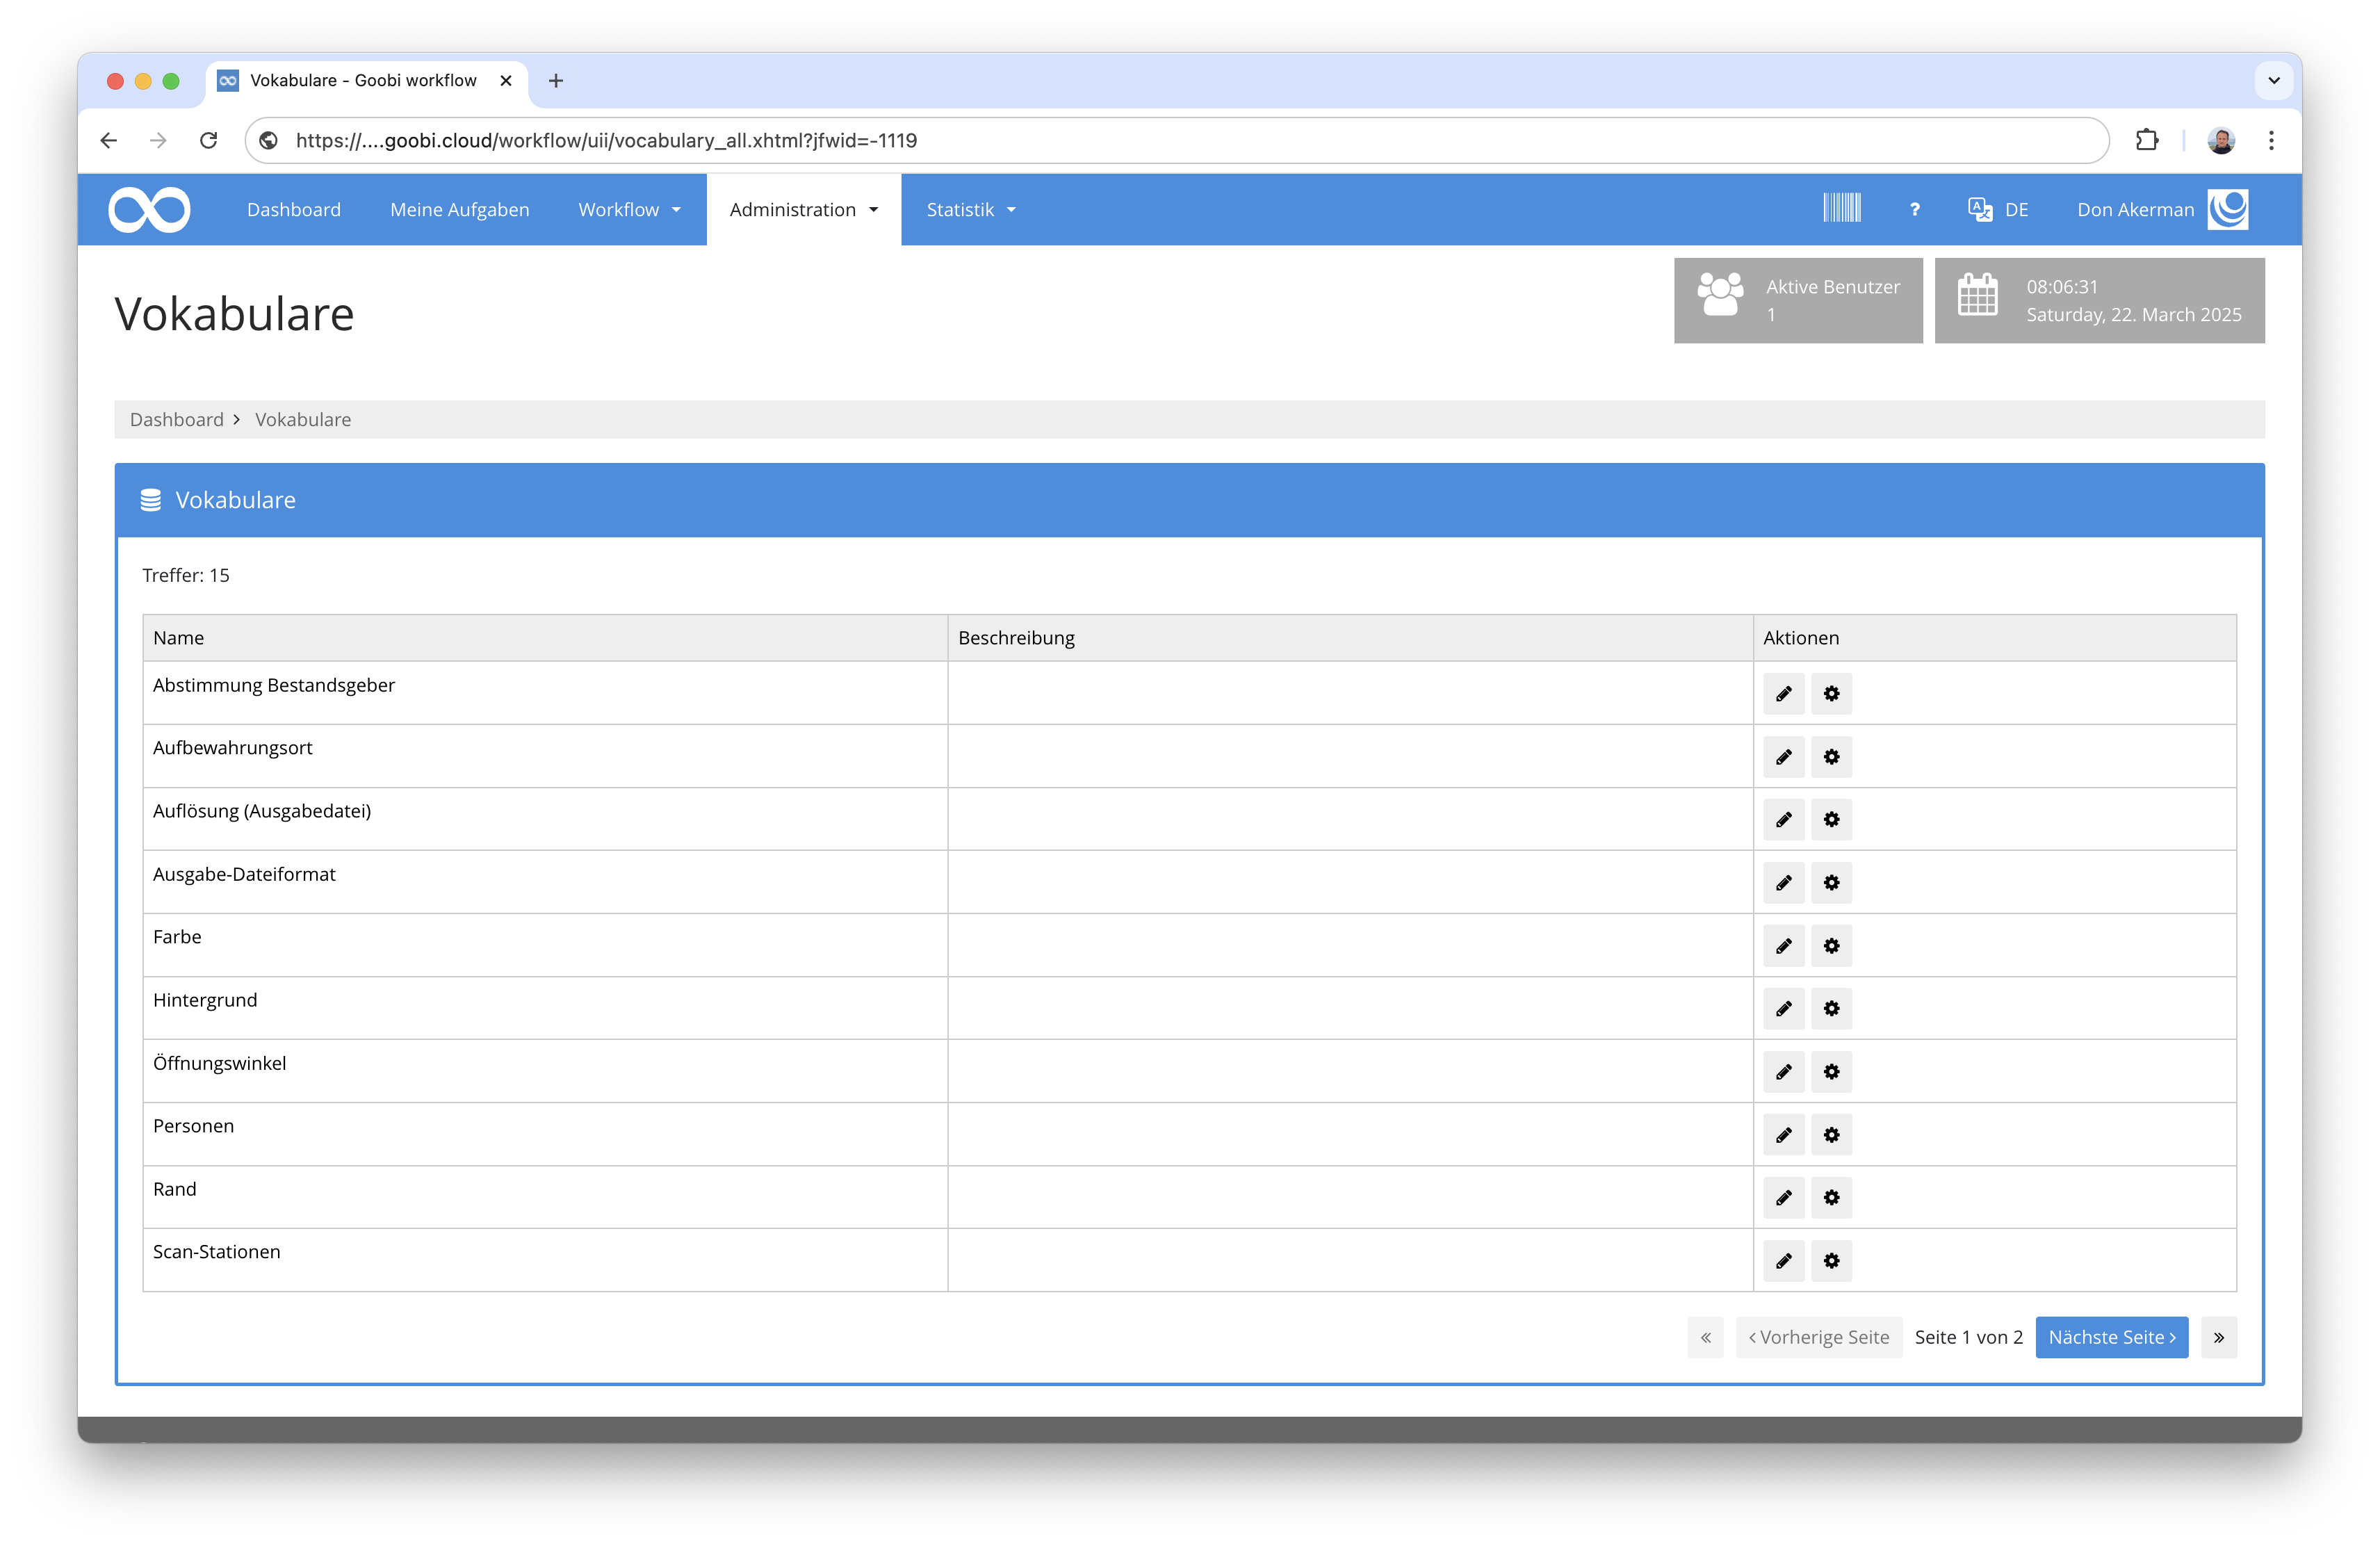 Vokabulare - Goobi workflow
https://....goobi.cloud/workflow/uii/vocabulary_all.xhtml?jfwid=-1119
Dashboard Meine Aufgaben Workflow Administration Statistik ? DE Don Akerman
Vokabulare
Aktive Benutzer
1
08:06:31
Saturday, 22. March 2025
Dashboard > Vokabulare
Vokabulare
Treffer: 15
Name Beschreibung Aktionen
Abstimmung Bestandsgeber
Aufbewahrungsort
Auflösung (Ausgabedatei)
Ausgabe-Dateiformat
Farbe
Hintergrund
Öffnungswinkel
Personen
Rand
Scan-Stationen
« ‹ Vorherige Seite Seite 1 von 2 Nächste Seite › »